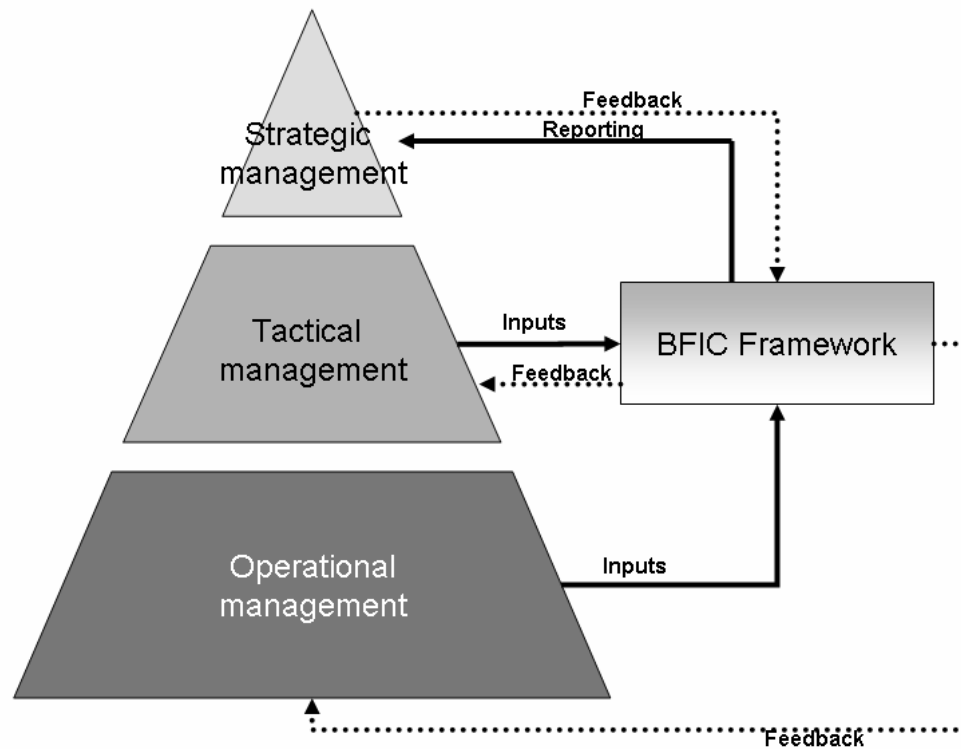 Feedback
Reporting
Strategic
management
Inputs
Tactical
management
BFIC Framework
Feedback
Operational
management
Inputs
Feedback